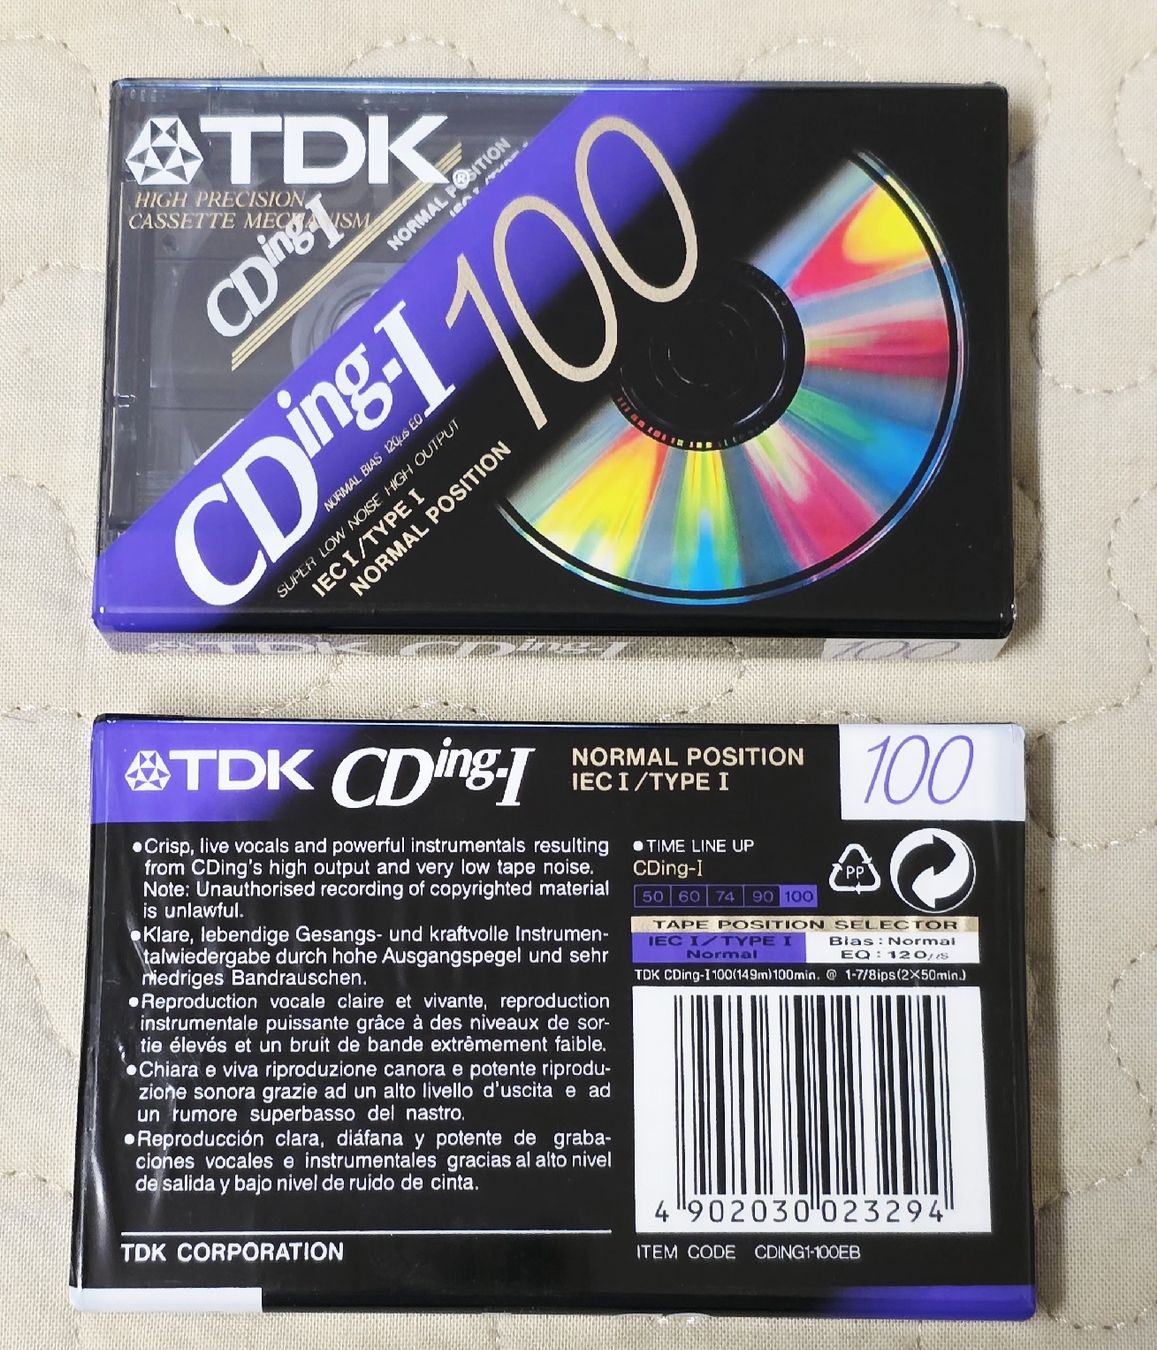 TDK
HIGH PRECISION
CASSETTE MECHANISM
CDing-I
NORMAL POSITION
CDing-I 100
NORMAL BIAS 120μs EQ
SUPER LOW NOISE HIGH OUTPUT
IEC I/TYPE I
NORMAL POSITION
TDK CDing-I 100
TDK CDing-I
NORMAL POSITION
IEC I/TYPE I
100
●Crisp, live vocals and powerful instrumentals resulting
from CDing's high output and very low tape noise.
Note: Unauthorised recording of copyrighted material
is unlawful.
●Klare, lebendige Gesangs- und kraftvolle Instrumen-
talwiedergabe durch hohe Ausgangspegel und sehr
niedriges Bandrauschen.
●Reproduction vocale claire et vivante, reproduction
instrumentale puissante grâce à des niveaux de sor-
tie élevés et un bruit de bande extrêmement faible.
●Chiara e viva riproduzione canora e potente riprodu-
zione sonora grazie ad un alto livello d'uscita e ad
un rumore superbasso del nastro.
●Reproducción clara, diáfana y potente de graba-
ciones vocales e instrumentales gracias al alto nivel
de salida y bajo nivel de ruido de cinta.
TDK CORPORATION
●TIME LINE UP
CDing-I
50 60 74 90 100
PP
TAPE POSITION SELECTOR
IEC I/TYPE I
Normal
Bias : Normal
EQ : 120μs
TDK CDing-I100(149m)100min. @ 1-7/8ips(2×50min.)
4 902030 023294
ITEM CODE CDING1-100EB